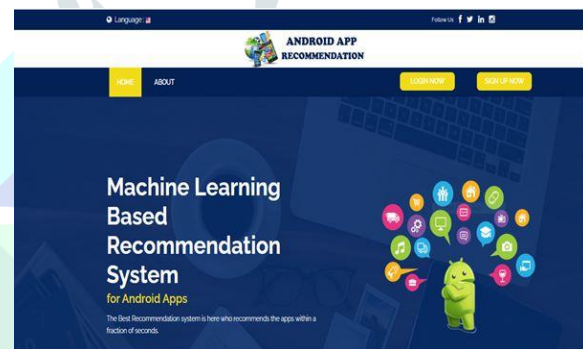 Language:
Follow Us
ANDROID APP
RECOMMENDATION
HOME
ABOUT
LOGIN NOW
SIGN UP NOW
Machine Learning
Based
Recommendation
System
for Android Apps
The Best Recommendation system is here who recommends the apps within a
fraction of seconds.